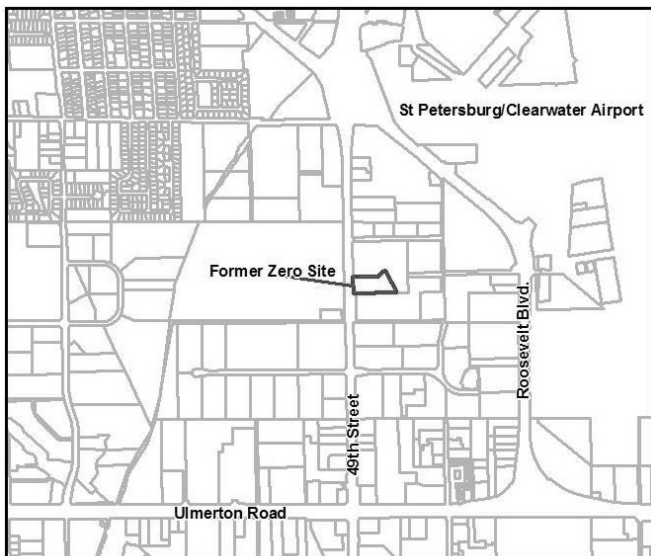 St Petersburg/Clearwater Airport
Former Zero Site
Roosevelt Blvd.
49th Street
Ulmerton Road